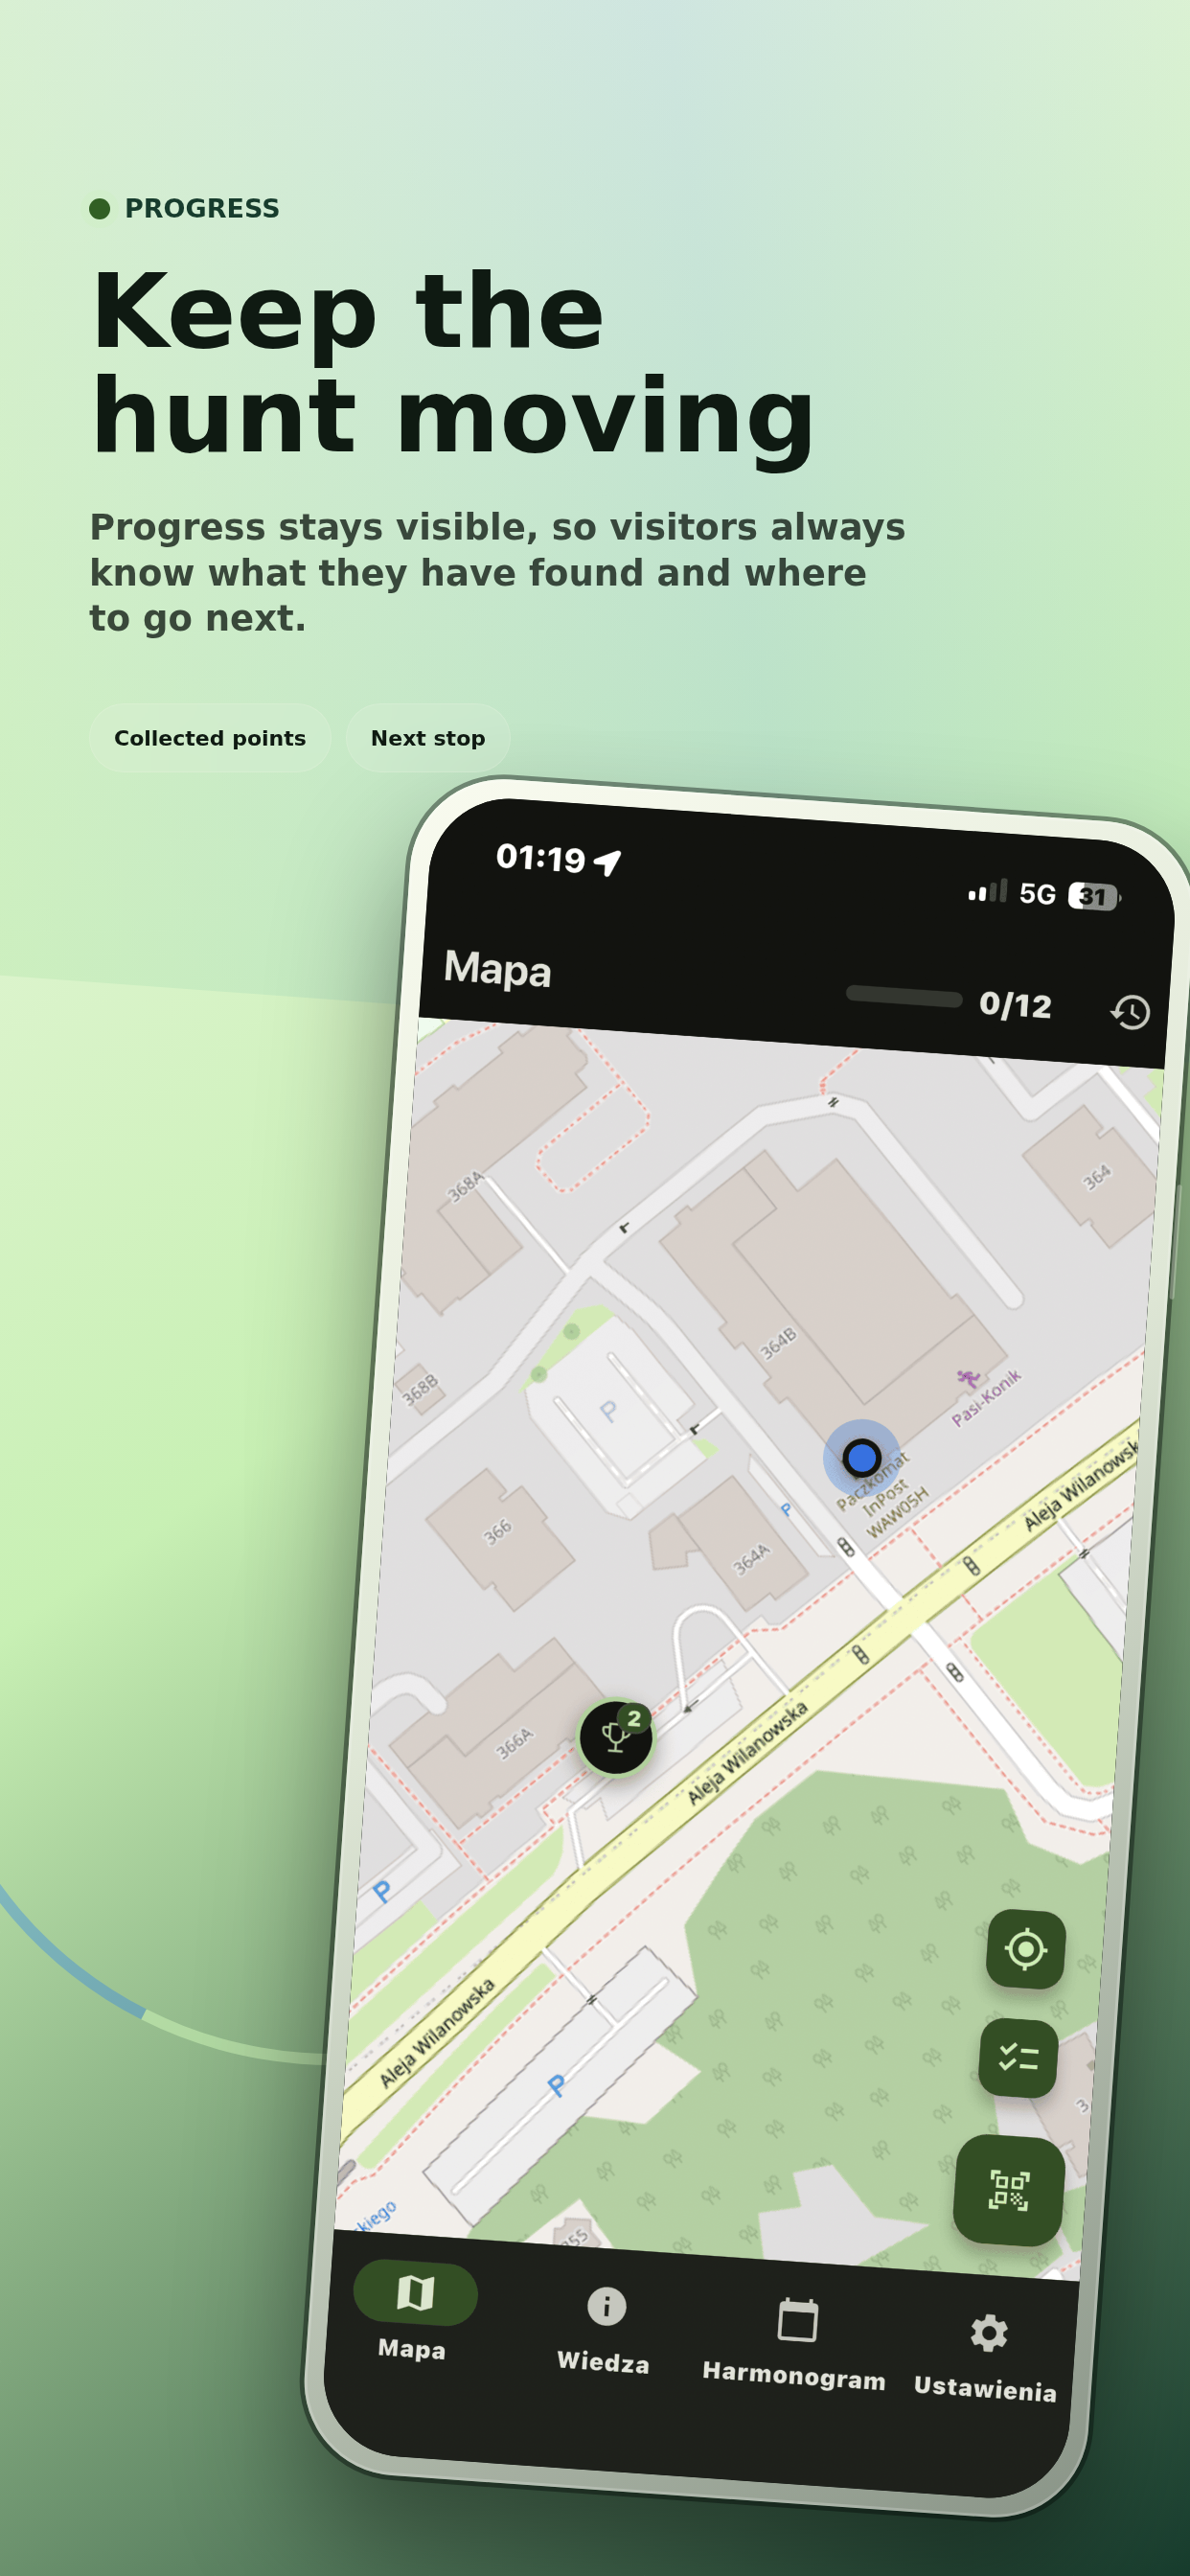 PROGRESS
Keep the
hunt moving
Progress stays visible, so visitors always
know what they have found and where
to go next.
Collected points
Next stop
01:19
5G
31
Mapa
0/12
368A
364
364B
368B
P
Pasi-Konik
Paczkomat
InPost
WAW05H
Aleja Wilanowska
366
P
364A
2
366A
Aleja Wilanowska
P
Aleja Wilanowska
P
Mapa
Wiedza
Harmonogram
Ustawienia